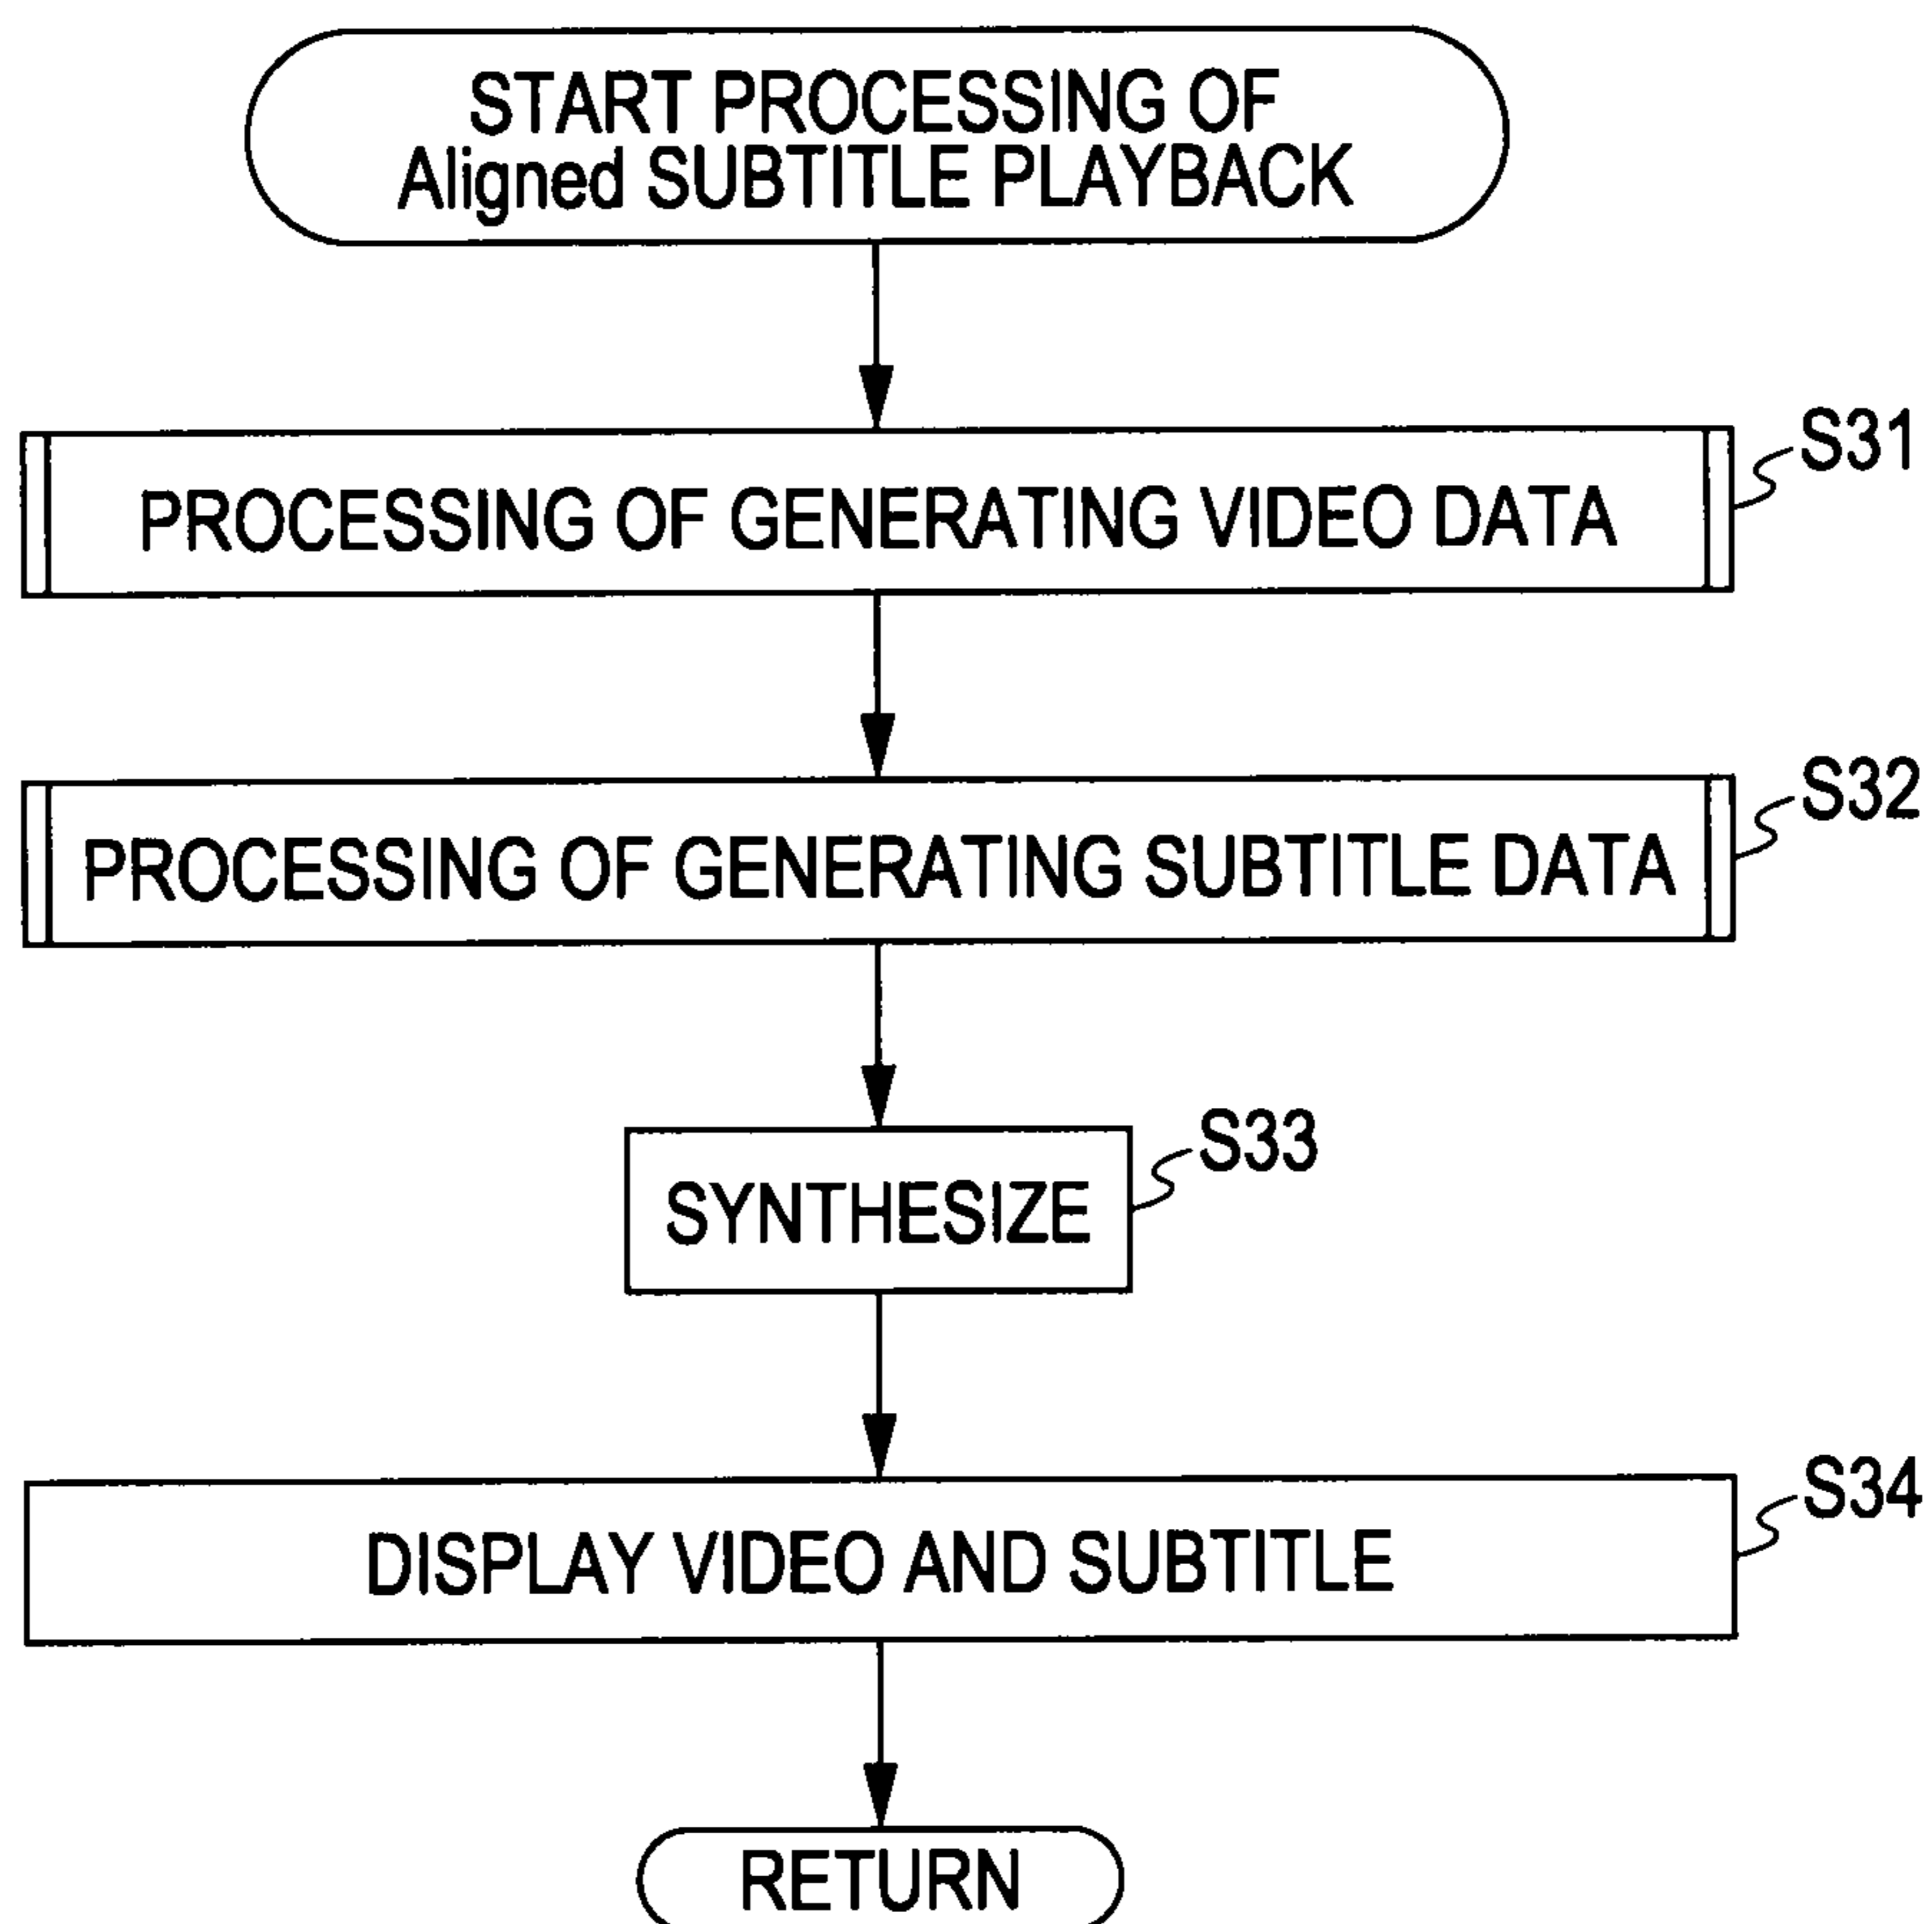 START PROCESSING OF
Aligned SUBTITLE PLAYBACK
S31
PROCESSING OF GENERATING VIDEO DATA
S32
PROCESSING OF GENERATING SUBTITLE DATA
S33
SYNTHESIZE
S34
DISPLAY VIDEO AND SUBTITLE
RETURN